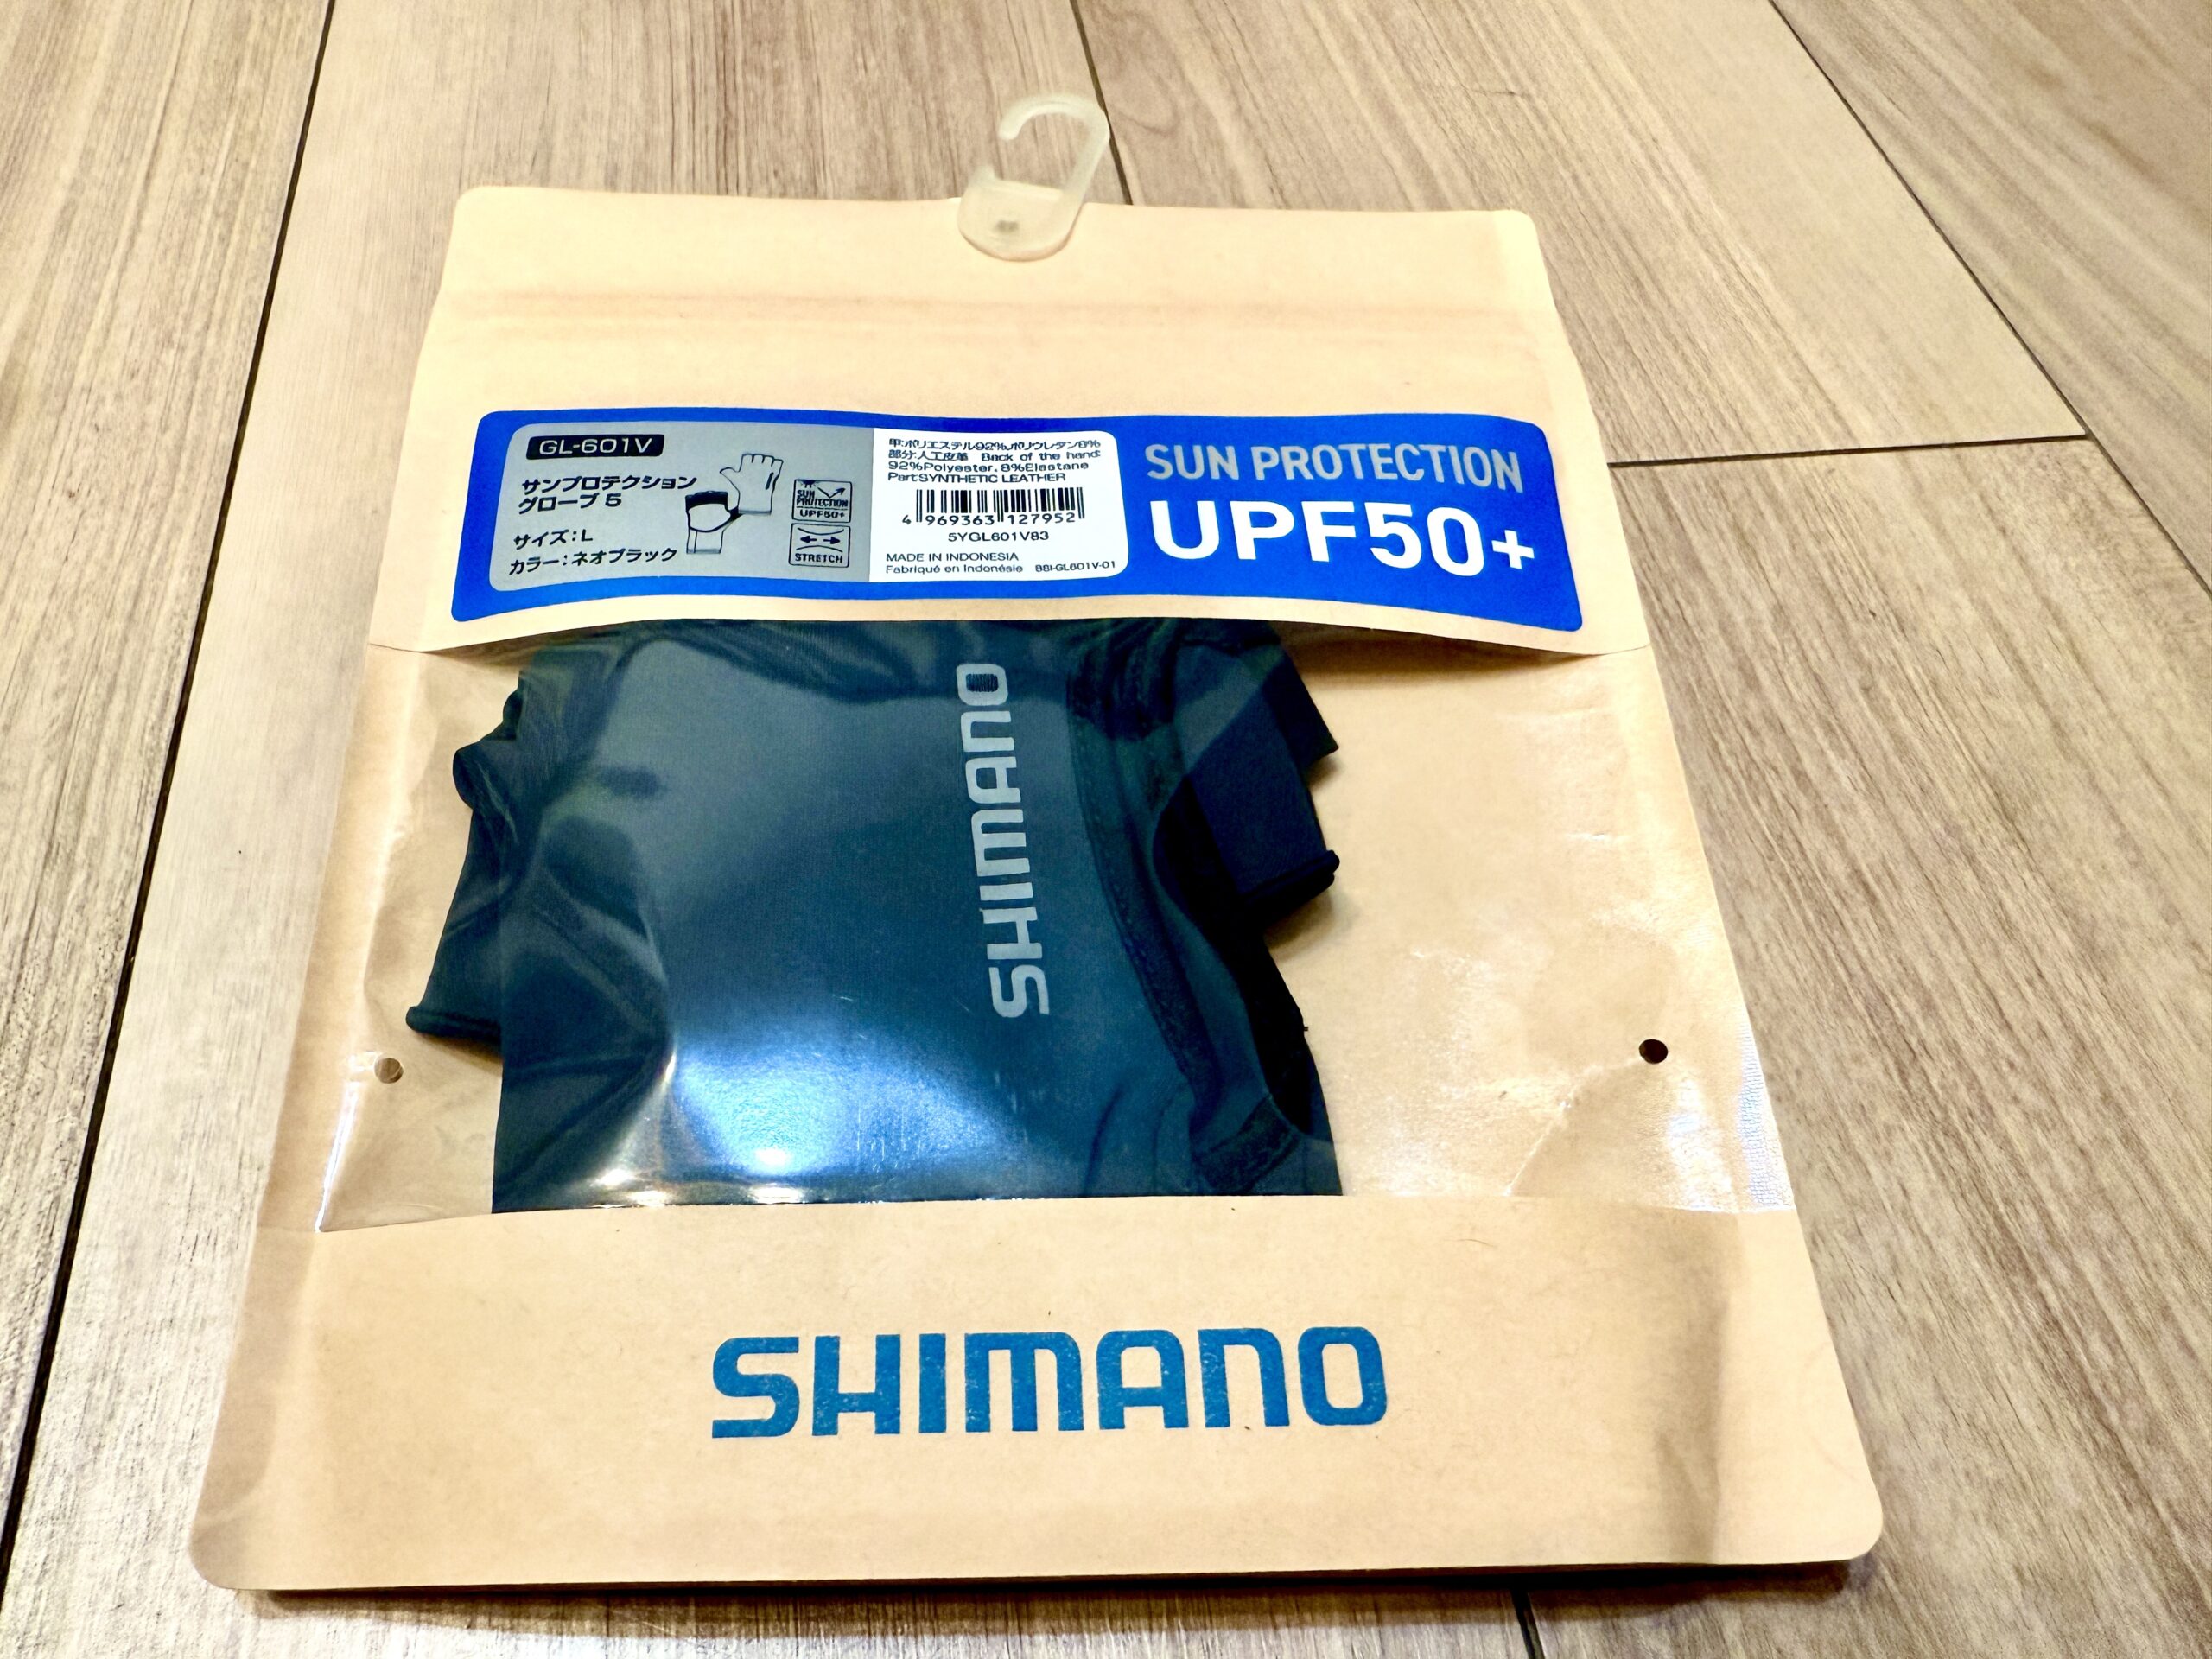 GL-601V
サンプロテクション
グローブ 5
サイズ:L
カラー:ネオブラック
SUN
PROTECTION
UPF50+
STRETCH
甲:ポリエステル92%,ポリウレタン8%
部分:人工皮革 Back of the hand:
92%Polyester, 8%Elastane
Part:SYNTHETIC LEATHER
4 969363 127952
5YGL601V83
MADE IN INDONESIA
Fabriqué en Indonésie BSI-GL601V-01
SUN PROTECTION
UPF50+
SHIMANO
SHIMANO